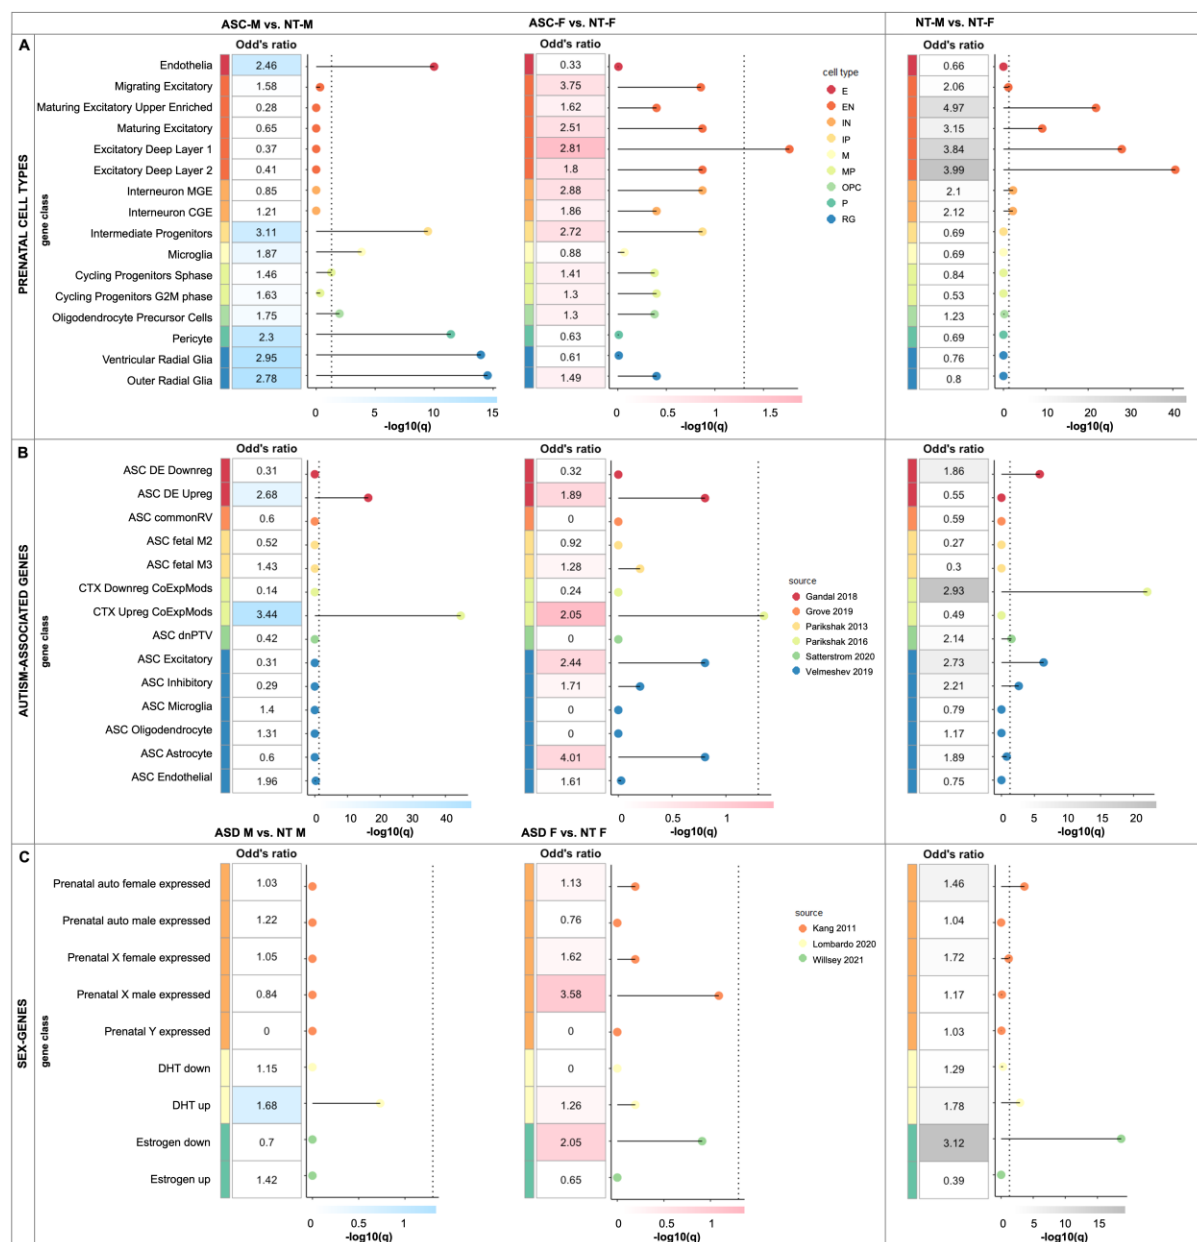 ASC-M vs. NT-M
ASC-F vs. NT-F
NT-M vs. NT-F
A
PRENATAL CELL TYPES
gene class
Odd's ratio
Odd's ratio
Odd's ratio
Endothelia 2.46 0.33 0.66
Migrating Excitatory 1.58 3.75 2.06
Maturing Excitatory Upper Enriched 0.28 1.62 4.97
Maturing Excitatory 0.65 2.51 3.15
Excitatory Deep Layer 1 0.37 2.81 3.84
Excitatory Deep Layer 2 0.41 1.8 3.99
Interneuron MGE 0.85 2.88 2.1
Interneuron CGE 1.21 1.86 2.12
Intermediate Progenitors 3.11 2.72 0.69
Microglia 1.87 0.88 0.69
Cycling Progenitors Sphase 1.46 1.41 0.84
Cycling Progenitors G2M phase 1.63 1.3 0.53
Oligodendrocyte Precursor Cells 1.75 1.3 1.23
Pericyte 2.3 0.63 0.69
Ventricular Radial Glia 2.95 0.61 0.76
Outer Radial Glia 2.78 1.49 0.8
cell type
E
EN
IN
IP
M
MP
OPC
P
RG
0 5 10 15
-log10(q)
0 0.5 1 1.5
-log10(q)
0 10 20 30 40
-log10(q)
B
AUTISM-ASSOCIATED GENES
gene class
Odd's ratio
Odd's ratio
Odd's ratio
ASC DE Downreg 0.31 0.32 1.86
ASC DE Upreg 2.68 1.89 0.55
ASC commonRV 0.6 0 0.59
ASC fetal M2 0.52 0.92 0.27
ASC fetal M3 1.43 1.28 0.3
CTX Downreg CoExpMods 0.14 0.24 2.93
CTX Upreg CoExpMods 3.44 2.05 0.49
ASC dnPTV 0.42 0 2.14
ASC Excitatory 0.31 2.44 2.73
ASC Inhibitory 0.29 1.71 2.21
ASC Microglia 1.4 0 0.79
ASC Oligodendrocyte 1.31 0 1.17
ASC Astrocyte 0.6 4.01 1.89
ASC Endothelial 1.96 1.61 0.75
source
Gandal 2018
Grove 2019
Parikshak 2013
Parikshak 2016
Satterstrom 2020
Velmeshev 2019
0 10 20 30 40
-log10(q)
0 0.5 1
-log10(q)
0 5 10 15 20
-log10(q)
ASD M vs. NT M
ASD F vs. NT F
C
SEX-GENES
gene class
Odd's ratio
Odd's ratio
Odd's ratio
Prenatal auto female expressed 1.03 1.13 1.46
Prenatal auto male expressed 1.22 0.76 1.04
Prenatal X female expressed 1.05 1.62 1.72
Prenatal X male expressed 0.84 3.58 1.17
Prenatal Y expressed 0 0 1.03
DHT down 1.15 0 1.29
DHT up 1.68 1.26 1.78
Estrogen down 0.7 2.05 3.12
Estrogen up 1.42 0.65 0.39
source
Kang 2011
Lombardo 2020
Willsey 2021
0 0.5 1
-log10(q)
0 0.5 1
-log10(q)
0 5 10 15
-log10(q)